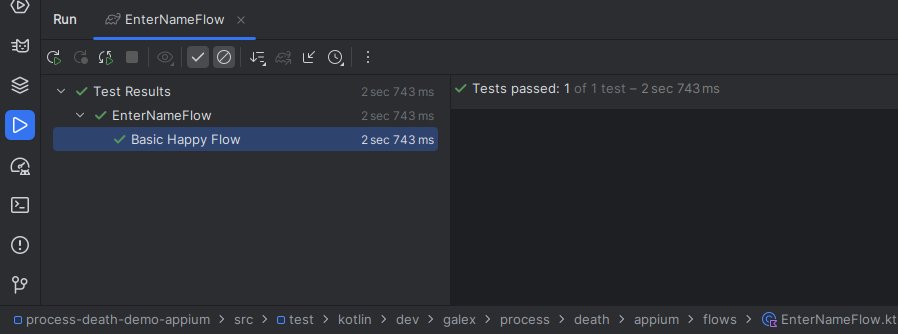 Run EnterNameFlow
Test Results 2 sec 743 ms
Tests passed: 1 of 1 test – 2 sec 743 ms
EnterNameFlow 2 sec 743 ms
Basic Happy Flow 2 sec 743 ms
process-death-demo-appium > src > test > kotlin > dev > galex > process > death > appium > flows > EnterNameFlow.kt